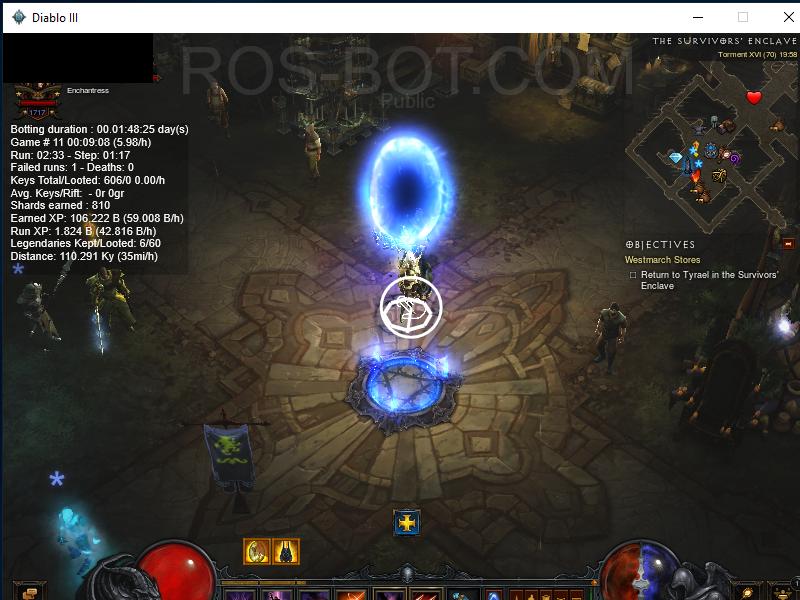 Diablo III
ROS-BOT.COM
Public
THE SURVIVORS' ENCLAVE
Torment XVI (70) 19:58
Enchantress
1717
Botting duration : 00.01:48:25 day(s)
Game # 11 00:09:08 (5.98/h)
Run: 02:33 - Step: 01:17
Failed runs: 1 - Deaths: 0
Keys Total/Looted: 606/0 0.00/h
Avg. Keys/Rift: - 0r 0gr
Shards earned : 810
Earned XP: 106.222 B (59.008 B/h)
Run XP: 1.824 B (42.816 B/h)
Legendaries Kept/Looted: 6/60
Distance: 110.291 Ky (35mi/h)
OBJECTIVES
Westmarch Stores
Return to Tyrael in the Survivors'
Enclave